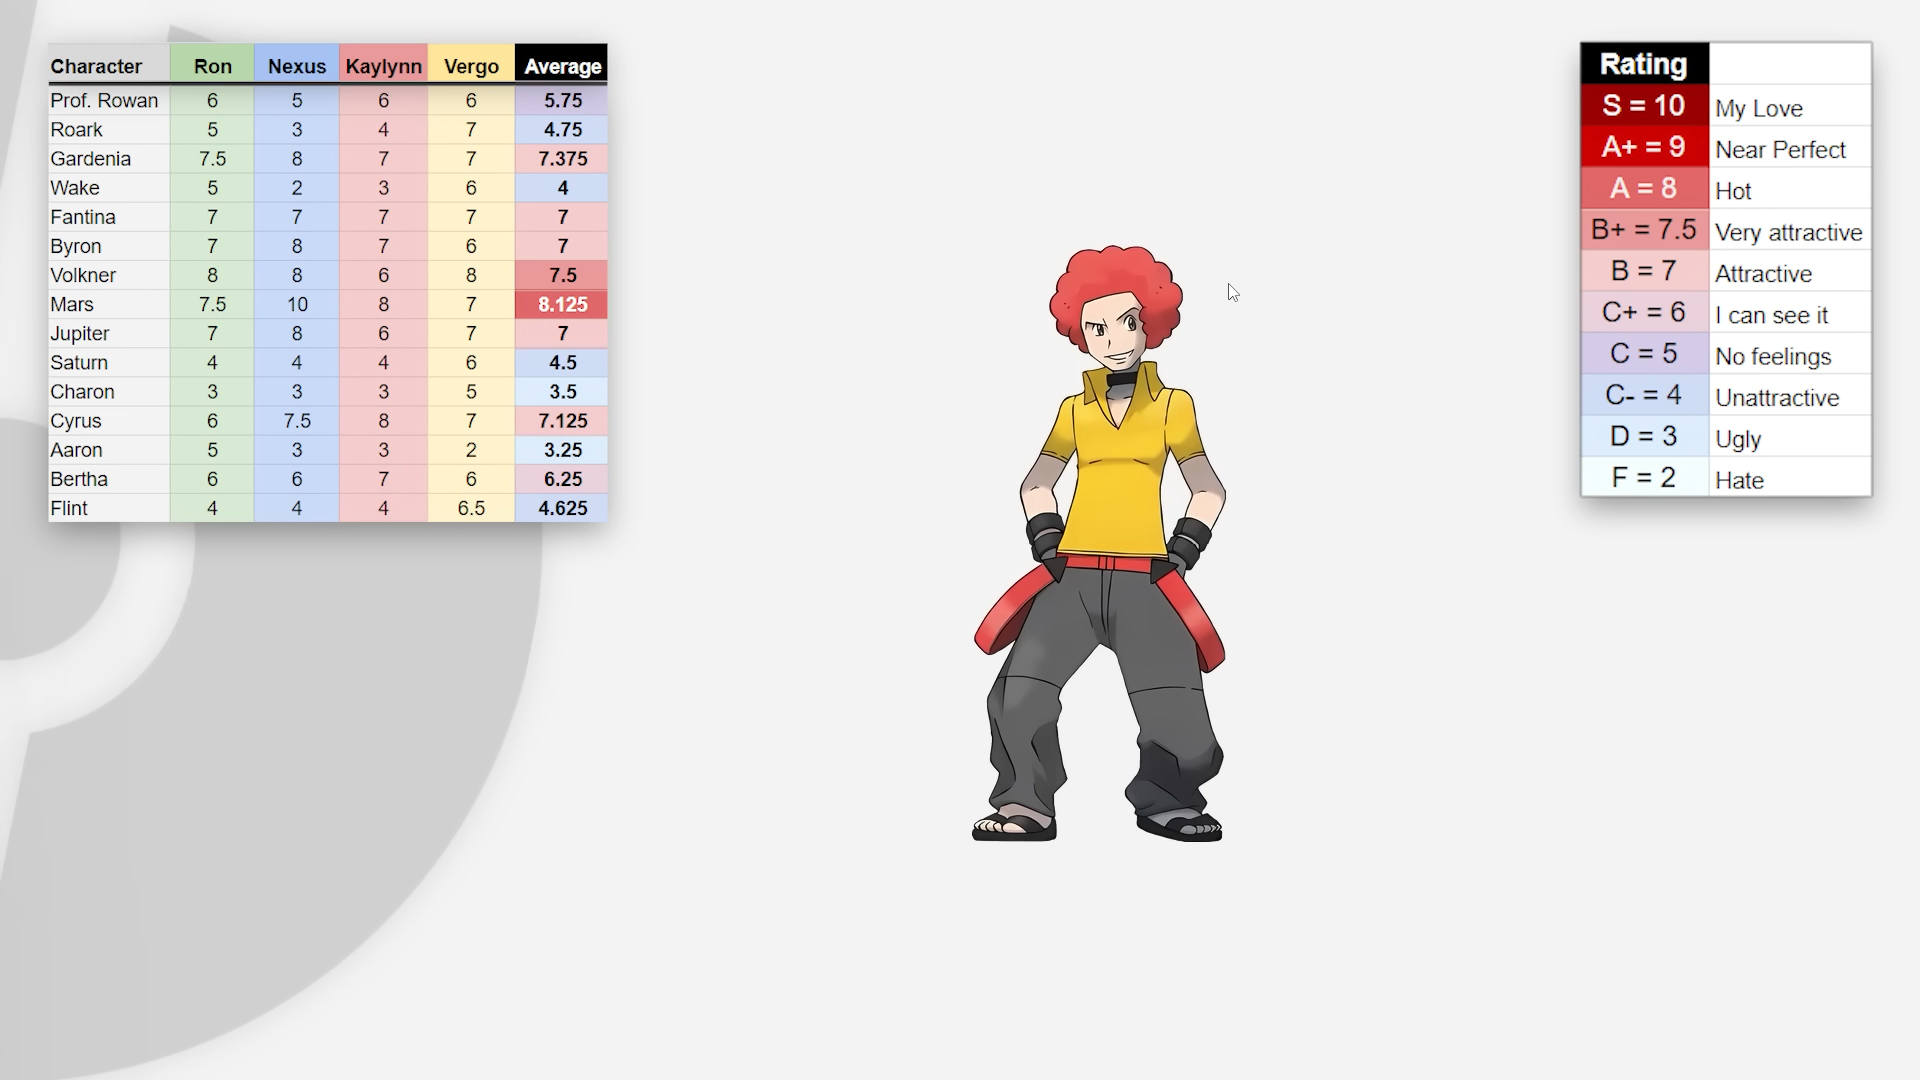 Character Ron Nexus Kaylynn Vergo Average
Prof. Rowan 6 5 6 6 5.75
Roark 5 3 4 7 4.75
Gardenia 7.5 8 7 7 7.375
Wake 5 2 3 6 4
Fantina 7 7 7 7 7
Byron 7 8 7 6 7
Volkner 8 8 6 8 7.5
Mars 7.5 10 8 7 8.125
Jupiter 7 8 6 7 7
Saturn 4 4 4 6 4.5
Charon 3 3 3 5 3.5
Cyrus 6 7.5 8 7 7.125
Aaron 5 3 3 2 3.25
Bertha 6 6 7 6 6.25
Flint 4 4 4 6.5 4.625
Rating
S = 10 My Love
A+ = 9 Near Perfect
A = 8 Hot
B+ = 7.5 Very attractive
B = 7 Attractive
C+ = 6 I can see it
C = 5 No feelings
C- = 4 Unattractive
D = 3 Ugly
F = 2 Hate